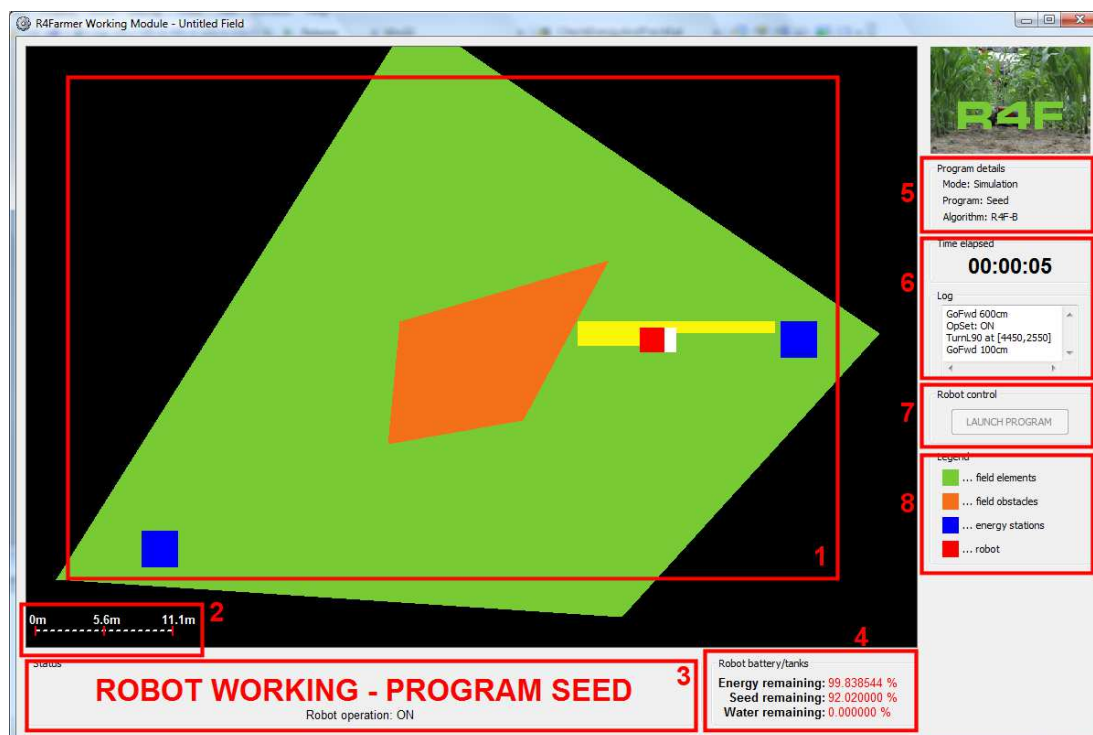 R4Farmer Working Module - Untitled Field
R4F
5
Program details
Mode: Simulation
Program: Seed
Algorithm: R4F-B
6
Time elapsed
00:00:05
Log
GoFwd 600cm
OpSet: ON
TurnL90 at [4450,2550]
GoFwd 100cm
7
Robot control
LAUNCH PROGRAM
8
Legend
... field elements
... field obstacles
... energy stations
... robot
1
2
0m 5.6m 11.1m
3
Status
ROBOT WORKING - PROGRAM SEED
Robot operation: ON
4
Robot battery/tanks
Energy remaining: 99.838544 %
Seed remaining: 92.020000 %
Water remaining: 0.000000 %